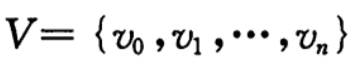 V= {v₀,v₁,⋯,vₙ}